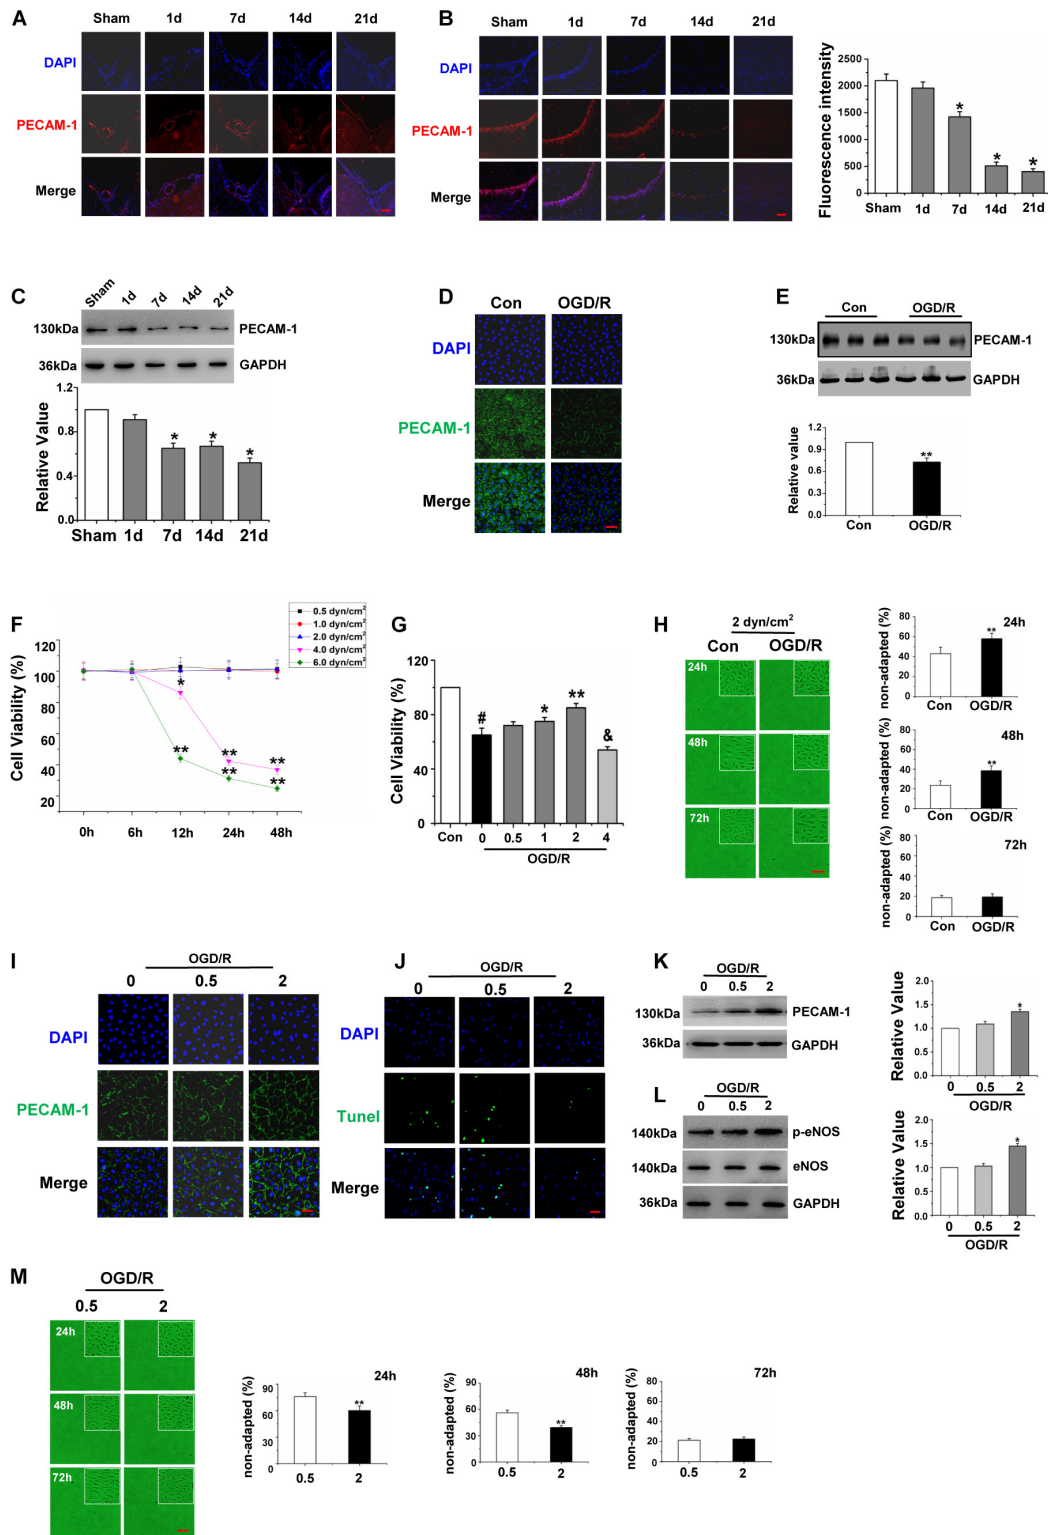 A
Sham 1d 7d 14d 21d
DAPI
PECAM-1
Merge
B
Sham 1d 7d 14d 21d
DAPI
PECAM-1
Merge
Fluorescence intensity
2500
2000
1500
1000
500
0
* * *
Sham 1d 7d 14d 21d
C
Sham 1d 7d 14d 21d
130kDa PECAM-1
36kDa GAPDH
Relative Value
1.2
0.8
0.4
0.0
* * *
Sham 1d 7d 14d 21d
D
Con OGD/R
DAPI
PECAM-1
Merge
E
Con OGD/R
130kDa PECAM-1
36kDa GAPDH
Relative value
1.2
0.9
0.6
0.3
0.0
**
Con OGD/R
F
0.5 dyn/cm²
1.0 dyn/cm²
2.0 dyn/cm²
4.0 dyn/cm²
6.0 dyn/cm²
Cell Viability (%)
120
100
80
60
40
20
*
** ** **
** **
0h 6h 12h 24h 48h
G
Cell Viability (%)
120
80
40
0
# * ** &
Con 0 0.5 1 2 4
OGD/R
H
2 dyn/cm²
Con OGD/R
24h
48h
72h
non-adapted (%)
80
60
40
20
0
24h
**
Con OGD/R
non-adapted (%)
80
60
40
20
0
48h
**
Con OGD/R
non-adapted (%)
80
60
40
20
0
72h
Con OGD/R
I
OGD/R
0 0.5 2
DAPI
PECAM-1
Merge
J
OGD/R
0 0.5 2
DAPI
Tunel
Merge
K
OGD/R
0 0.5 2
130kDa PECAM-1
36kDa GAPDH
Relative Value
2.0
1.5
1.0
0.5
0.0
*
0 0.5 2
OGD/R
L
OGD/R
0 0.5 2
140kDa p-eNOS
140kDa eNOS
36kDa GAPDH
Relative Value
2.0
1.5
1.0
0.5
0.0
*
0 0.5 2
OGD/R
M
OGD/R
0.5 2
24h
48h
72h
non-adapted (%)
90
60
30
0
24h
**
0.5 2
non-adapted (%)
90
60
30
0
48h
**
0.5 2
non-adapted (%)
80
60
40
20
0
72h
0.5 2